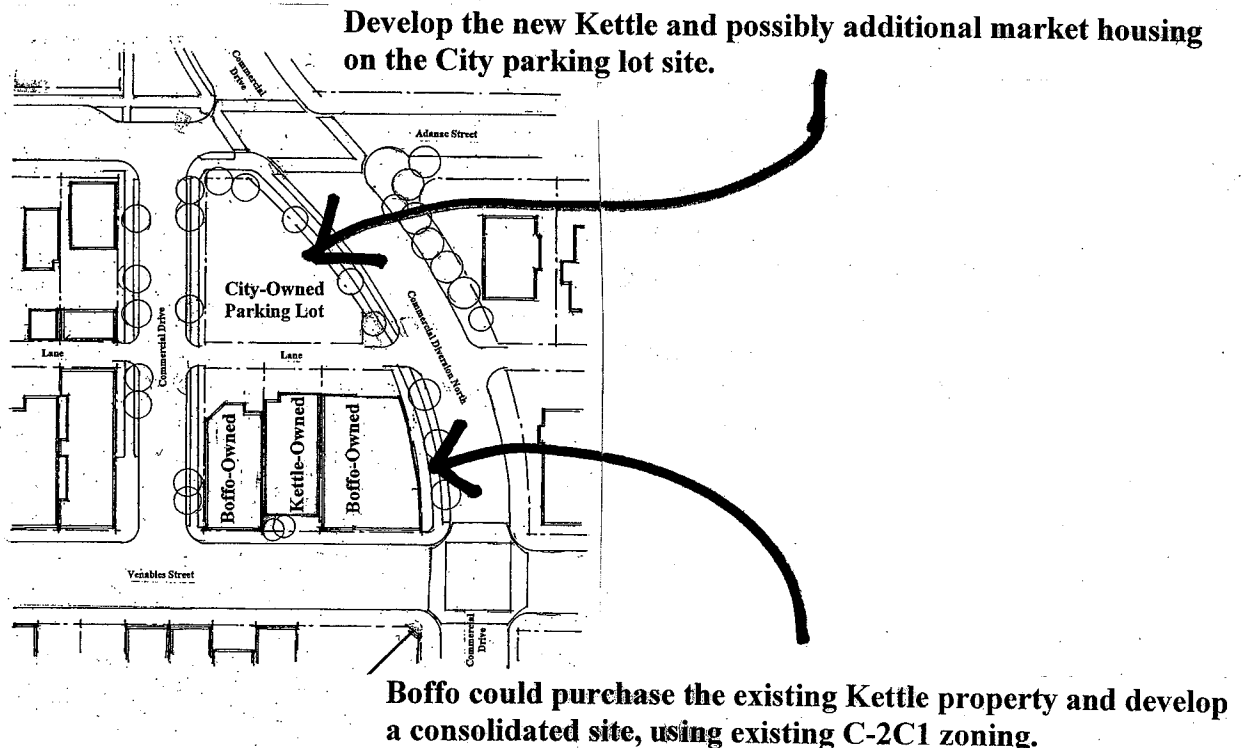 Develop the new Kettle and possibly additional market housing
on the City parking lot site.
Commercial
Drive
Adanac Street
City-Owned
Parking Lot
Commercial Drive
Commercial Diversion North
Lane
Lane
Boffo-Owned
Kettle-Owned
Boffo-Owned
Venables Street
Commercial
Drive
Boffo could purchase the existing Kettle property and develop
a consolidated site, using existing C-2C1 zoning.